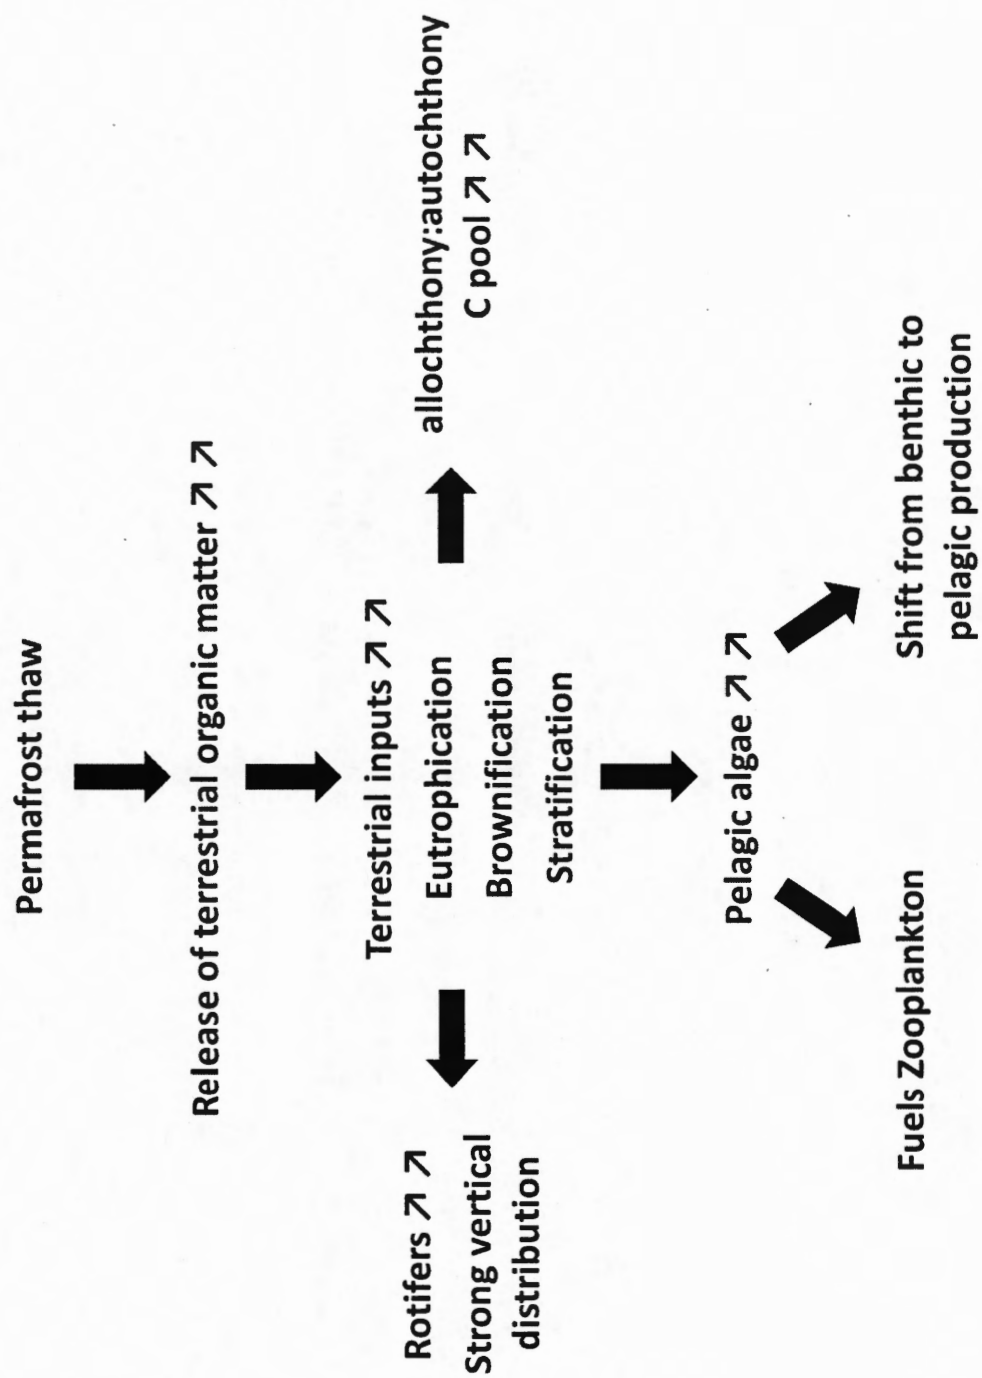 Permafrost thaw
Release of terrestrial organic matter ↗ ↗
Terrestrial inputs ↗ ↗
Eutrophication
Brownification
Stratification
Rotifers ↗ ↗
Strong vertical
distribution
allochthony:autochthony
C pool ↗ ↗
Pelagic algae ↗ ↗
Fuels Zooplankton
Shift from benthic to
pelagic production